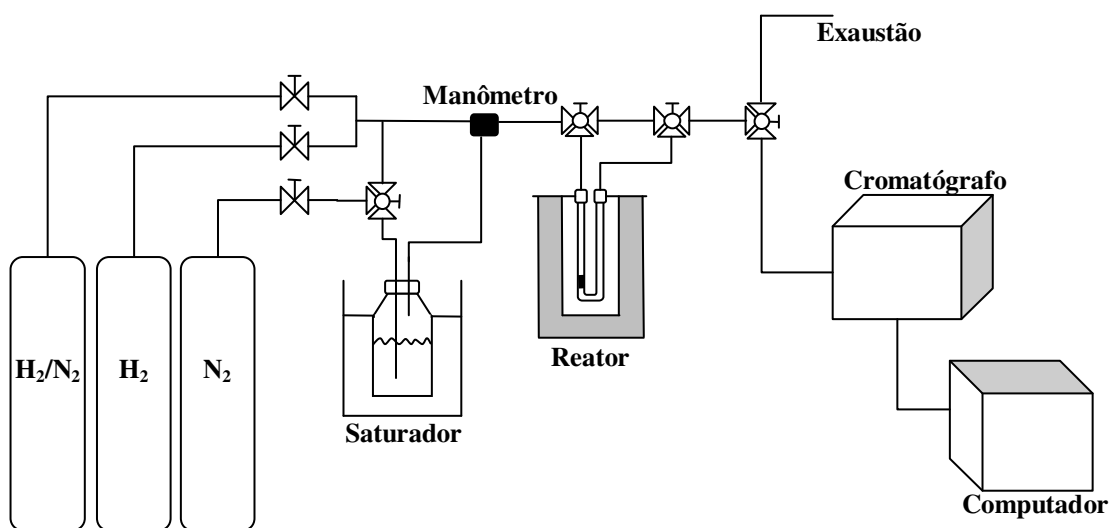 Exaustão
Manômetro
Cromatógrafo
H₂/N₂
H₂
N₂
Reator
Saturador
Computador